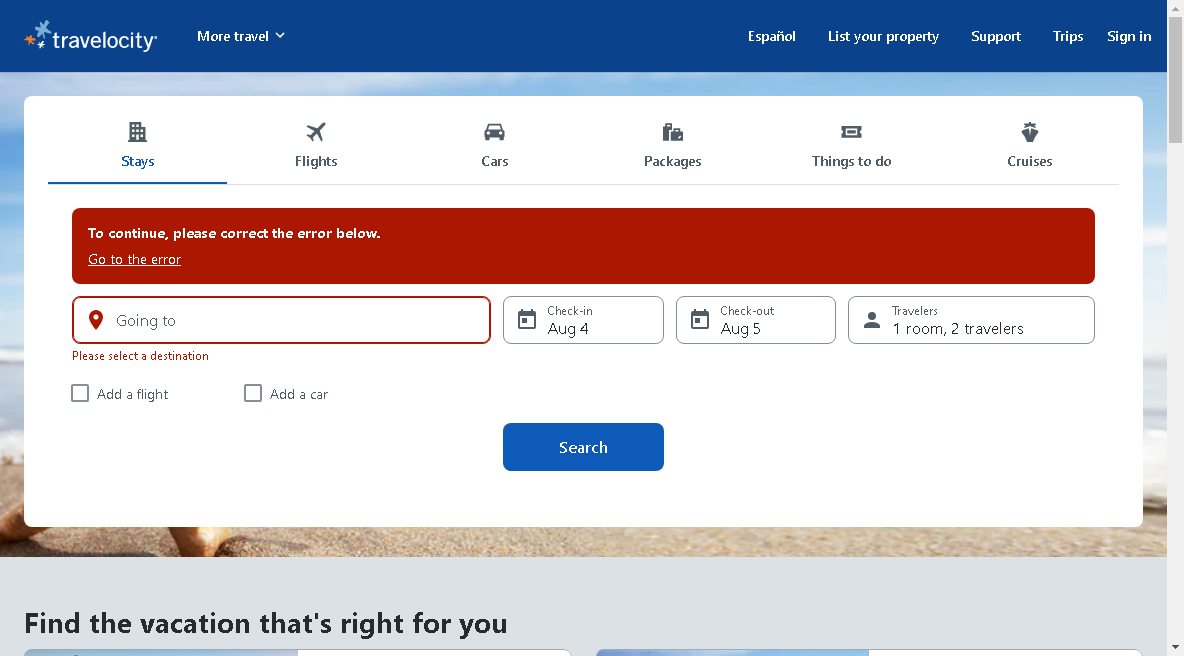 travelocity
More travel
Español
List your property
Support
Trips
Sign in
Stays
Flights
Cars
Packages
Things to do
Cruises
To continue, please correct the error below.
Go to the error
Going to
Check-in
Aug 4
Check-out
Aug 5
Travelers
1 room, 2 travelers
Please select a destination
Add a flight
Add a car
Search
Find the vacation that's right for you